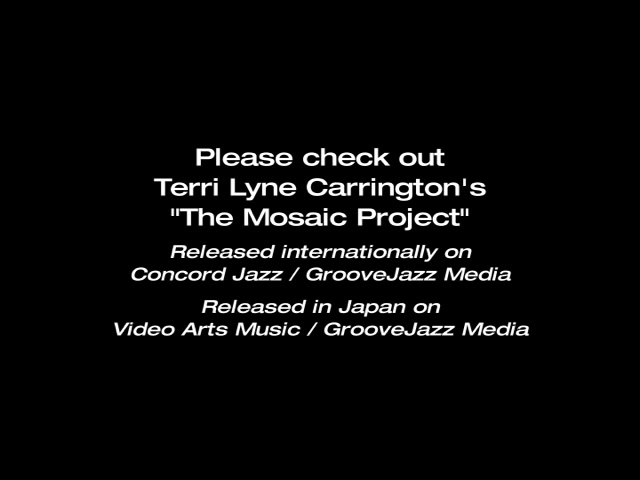 Please check out
Terri Lyne Carrington's
"The Mosaic Project"
Released internationally on
Concord Jazz / GrooveJazz Media
Released in Japan on
Video Arts Music / GrooveJazz Media